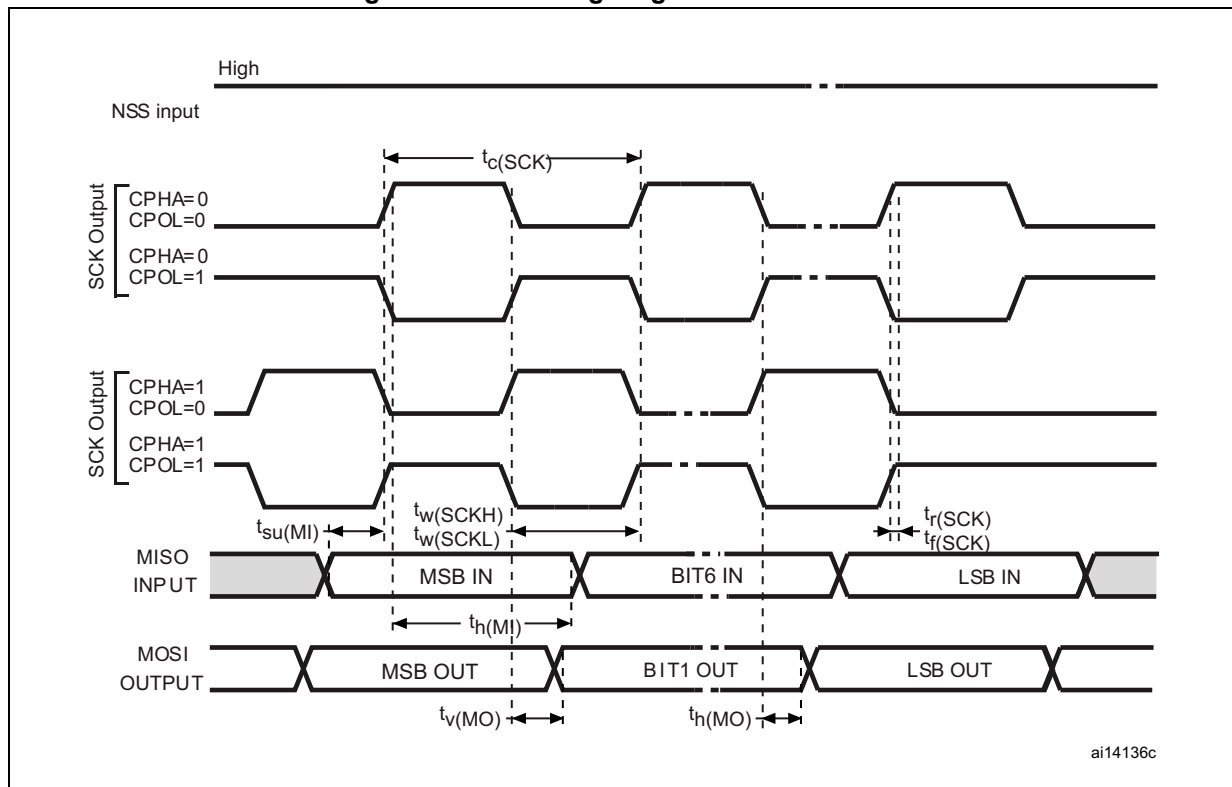 High
NSS input
tc(SCK)
SCK Output
CPHA=0
CPOL=0
CPHA=0
CPOL=1
SCK Output
CPHA=1
CPOL=0
CPHA=1
CPOL=1
tsu(MI)
tw(SCKH)
tw(SCKL)
tr(SCK)
tf(SCK)
MISO
INPUT
MSB IN
BIT6 IN
LSB IN
th(MI)
MOSI
OUTPUT
MSB OUT
BIT1 OUT
LSB OUT
tv(MO)
th(MO)
ai14136c